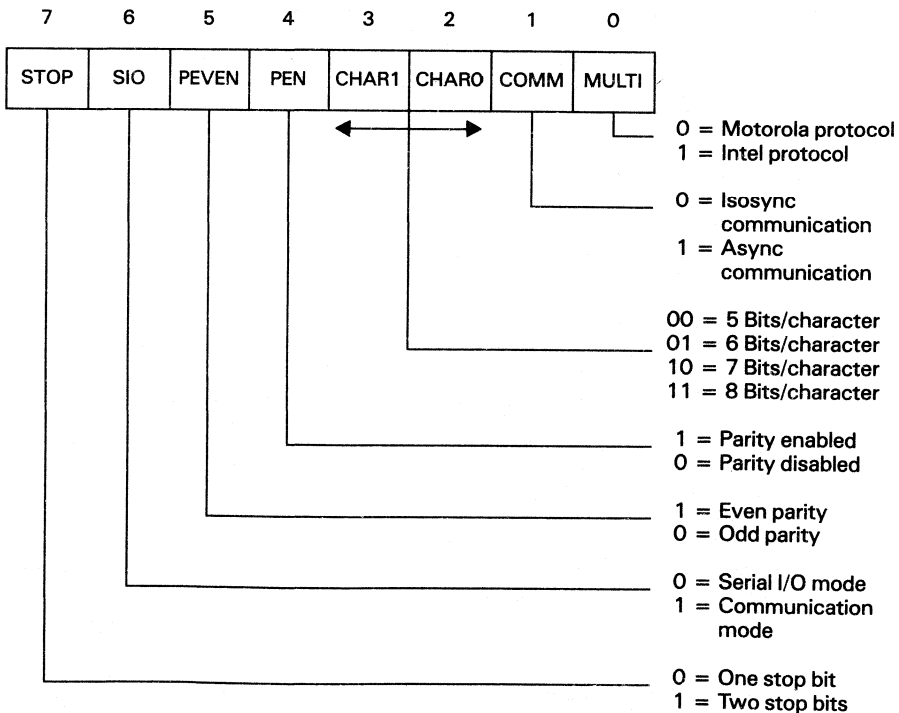 7 6 5 4 3 2 1 0
STOP SIO PEVEN PEN CHAR1 CHAR0 COMM MULTI
0 = Motorola protocol
1 = Intel protocol
0 = Isosync
communication
1 = Async
communication
00 = 5 Bits/character
01 = 6 Bits/character
10 = 7 Bits/character
11 = 8 Bits/character
1 = Parity enabled
0 = Parity disabled
1 = Even parity
0 = Odd parity
0 = Serial I/O mode
1 = Communication
mode
0 = One stop bit
1 = Two stop bits